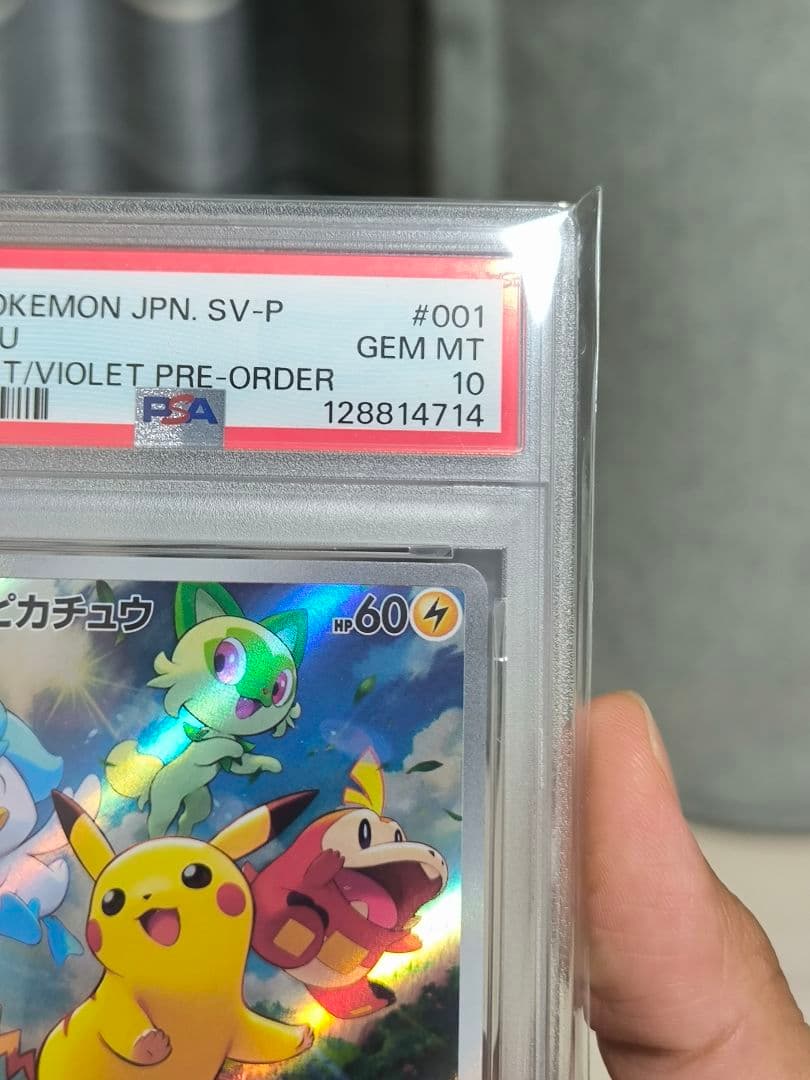 OKEMON JPN. SV-P #001
U GEM MT
T/VIOLET PRE-ORDER 10
PSA 128814714
ピカチュウ HP60